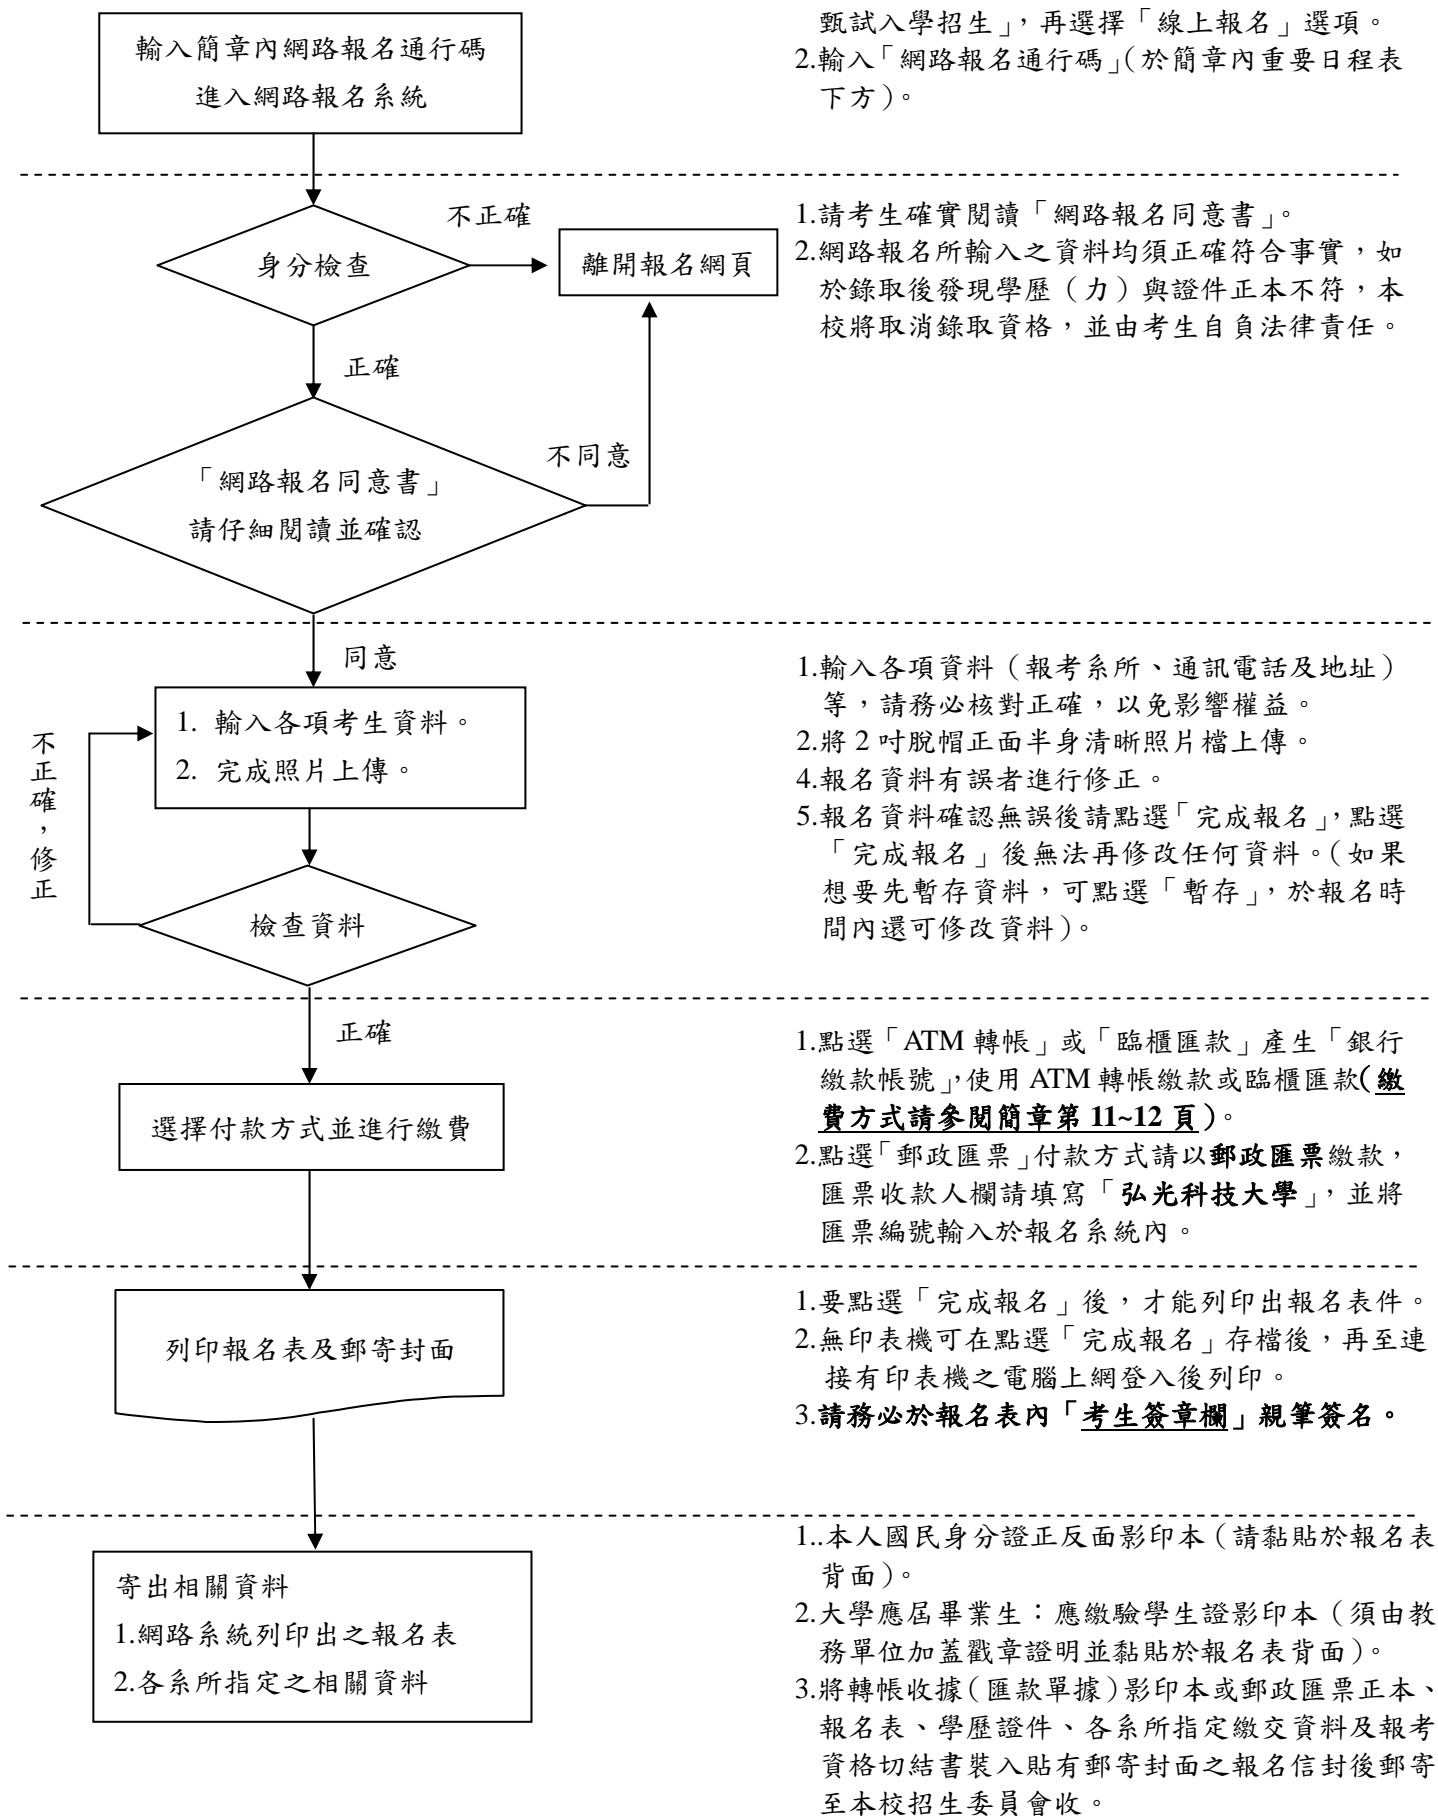 甄試入學招生」，再選擇「線上報名」選項。
輸入簡章內網路報名通行碼
進入網路報名系統
2.輸入「網路報名通行碼」（於簡章內重要日程表
下方）。
不正確
身分檢查
離開報名網頁
正確
1.請考生確實閱讀「網路報名同意書」。
2.網路報名所輸入之資料均須正確符合事實，如
於錄取後發現學歷（力）與證件正本不符，本
校將取消錄取資格，並由考生自負法律責任。
不同意
「網路報名同意書」
請仔細閱讀並確認
同意
1. 輸入各項考生資料。
2. 完成照片上傳。
不正確，修正
檢查資料
1.輸入各項資料（報考系所、通訊電話及地址）
等，請務必核對正確，以免影響權益。
2.將 2 吋脫帽正面半身清晰照片檔上傳。
4.報名資料有誤者進行修正。
5.報名資料確認無誤後請點選「完成報名」，點選
「完成報名」後無法再修改任何資料。（如果
想要先暫存資料，可點選「暫存」，於報名時
間內還可修改資料）。
正確
選擇付款方式並進行繳費
1.點選「ATM 轉帳」或「臨櫃匯款」產生「銀行
繳款帳號」，使用 ATM 轉帳繳款或臨櫃匯款(繳
費方式請參閱簡章第 11~12 頁)。
2.點選「郵政匯票」付款方式請以郵政匯票繳款，
匯票收款人欄請填寫「弘光科技大學」，並將
匯票編號輸入於報名系統內。
列印報名表及郵寄封面
1.要點選「完成報名」後，才能列印出報名表件。
2.無印表機可在點選「完成報名」存檔後，再至連
接有印表機之電腦上網登入後列印。
3.請務必於報名表內「考生簽章欄」親筆簽名。
寄出相關資料
1.網路系統列印出之報名表
2.各系所指定之相關資料
1..本人國民身分證正反面影印本（請黏貼於報名表
背面）。
2.大學應屆畢業生：應繳驗學生證影印本（須由教
務單位加蓋戳章證明並黏貼於報名表背面）。
3.將轉帳收據（匯款單據）影印本或郵政匯票正本、
報名表、學歷證件、各系所指定繳交資料及報考
資格切結書裝入貼有郵寄封面之報名信封後郵寄
至本校招生委員會收。